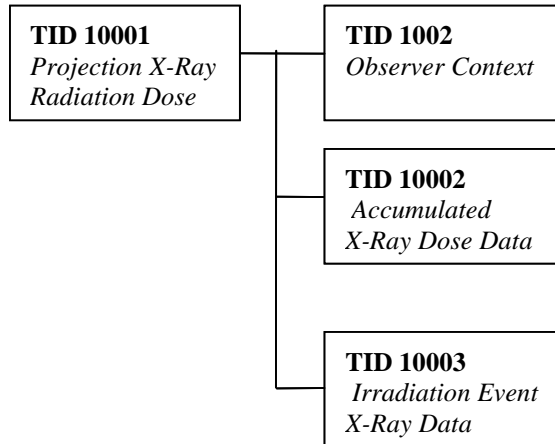 TID 10001
Projection X-Ray
Radiation Dose
TID 1002
Observer Context
TID 10002
Accumulated
X-Ray Dose Data
TID 10003
Irradiation Event
X-Ray Data